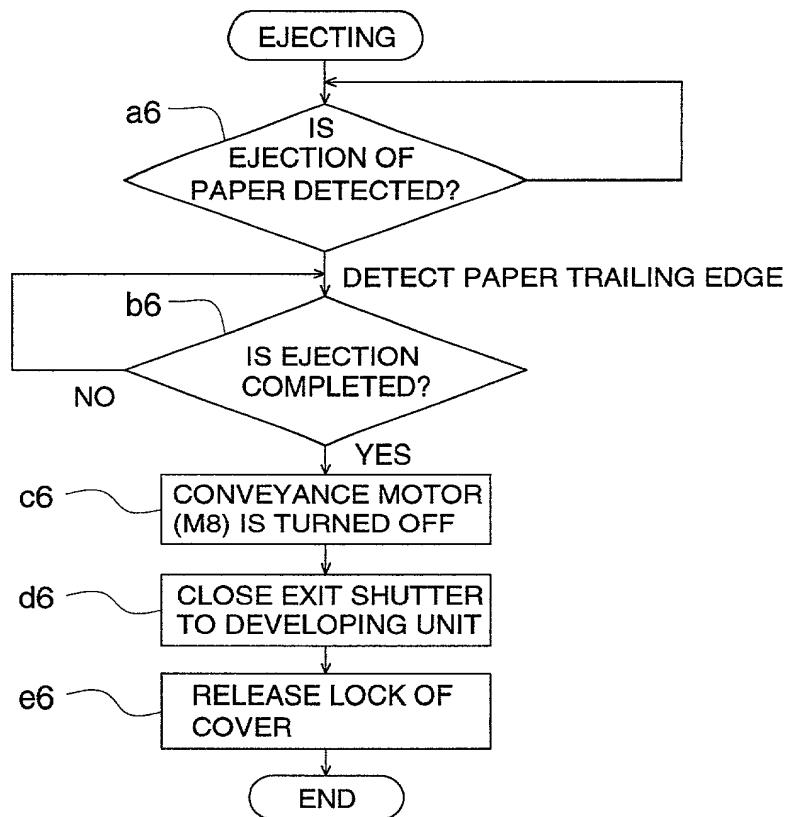 EJECTING
a6
IS
EJECTION OF
PAPER DETECTED?
DETECT PAPER TRAILING EDGE
b6
IS EJECTION
COMPLETED?
NO
YES
c6
CONVEYANCE MOTOR
(M8) IS TURNED OFF
d6
CLOSE EXIT SHUTTER
TO DEVELOPING UNIT
e6
RELEASE LOCK OF
COVER
END